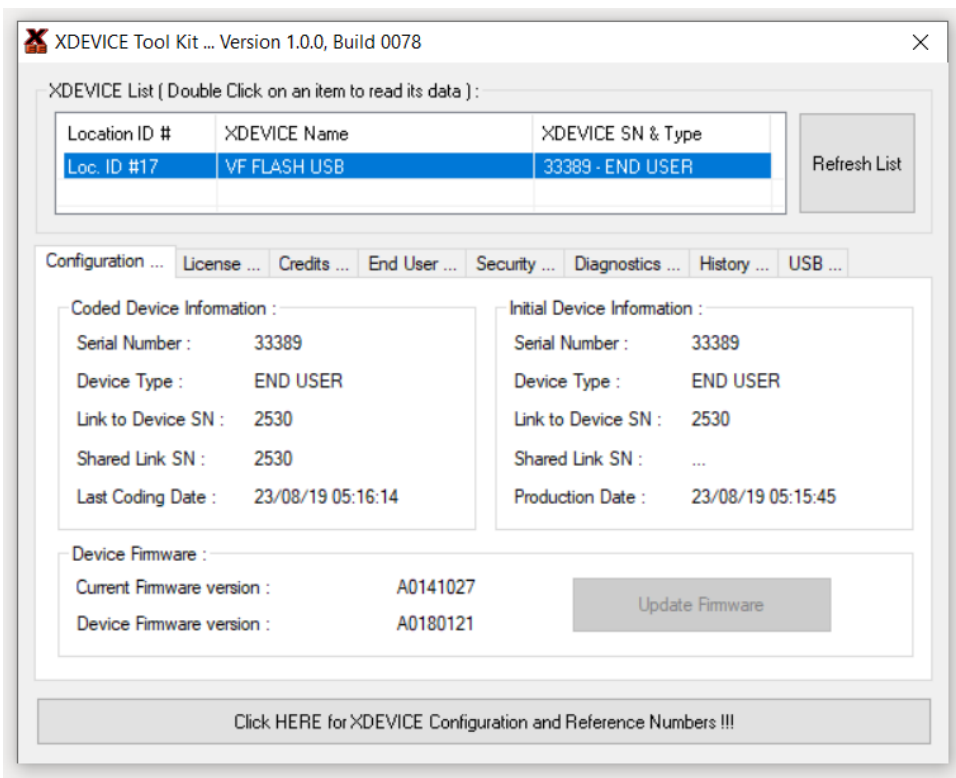 XDEVICE Tool Kit ... Version 1.0.0, Build 0078
XDEVICE List ( Double Click on an item to read its data ) :
Location ID # XDEVICE Name XDEVICE SN & Type
Loc. ID #17 VF FLASH USB 33389 - END USER
Refresh List
Configuration ... License ... Credits ... End User ... Security ... Diagnostics ... History ... USB ...
Coded Device Information :
Serial Number : 33389
Device Type : END USER
Link to Device SN : 2530
Shared Link SN : 2530
Last Coding Date : 23/08/19 05:16:14
Initial Device Information :
Serial Number : 33389
Device Type : END USER
Link to Device SN : 2530
Shared Link SN : ...
Production Date : 23/08/19 05:15:45
Device Firmware :
Current Firmware version : A0141027
Device Firmware version : A0180121
Update Firmware
Click HERE for XDEVICE Configuration and Reference Numbers !!!